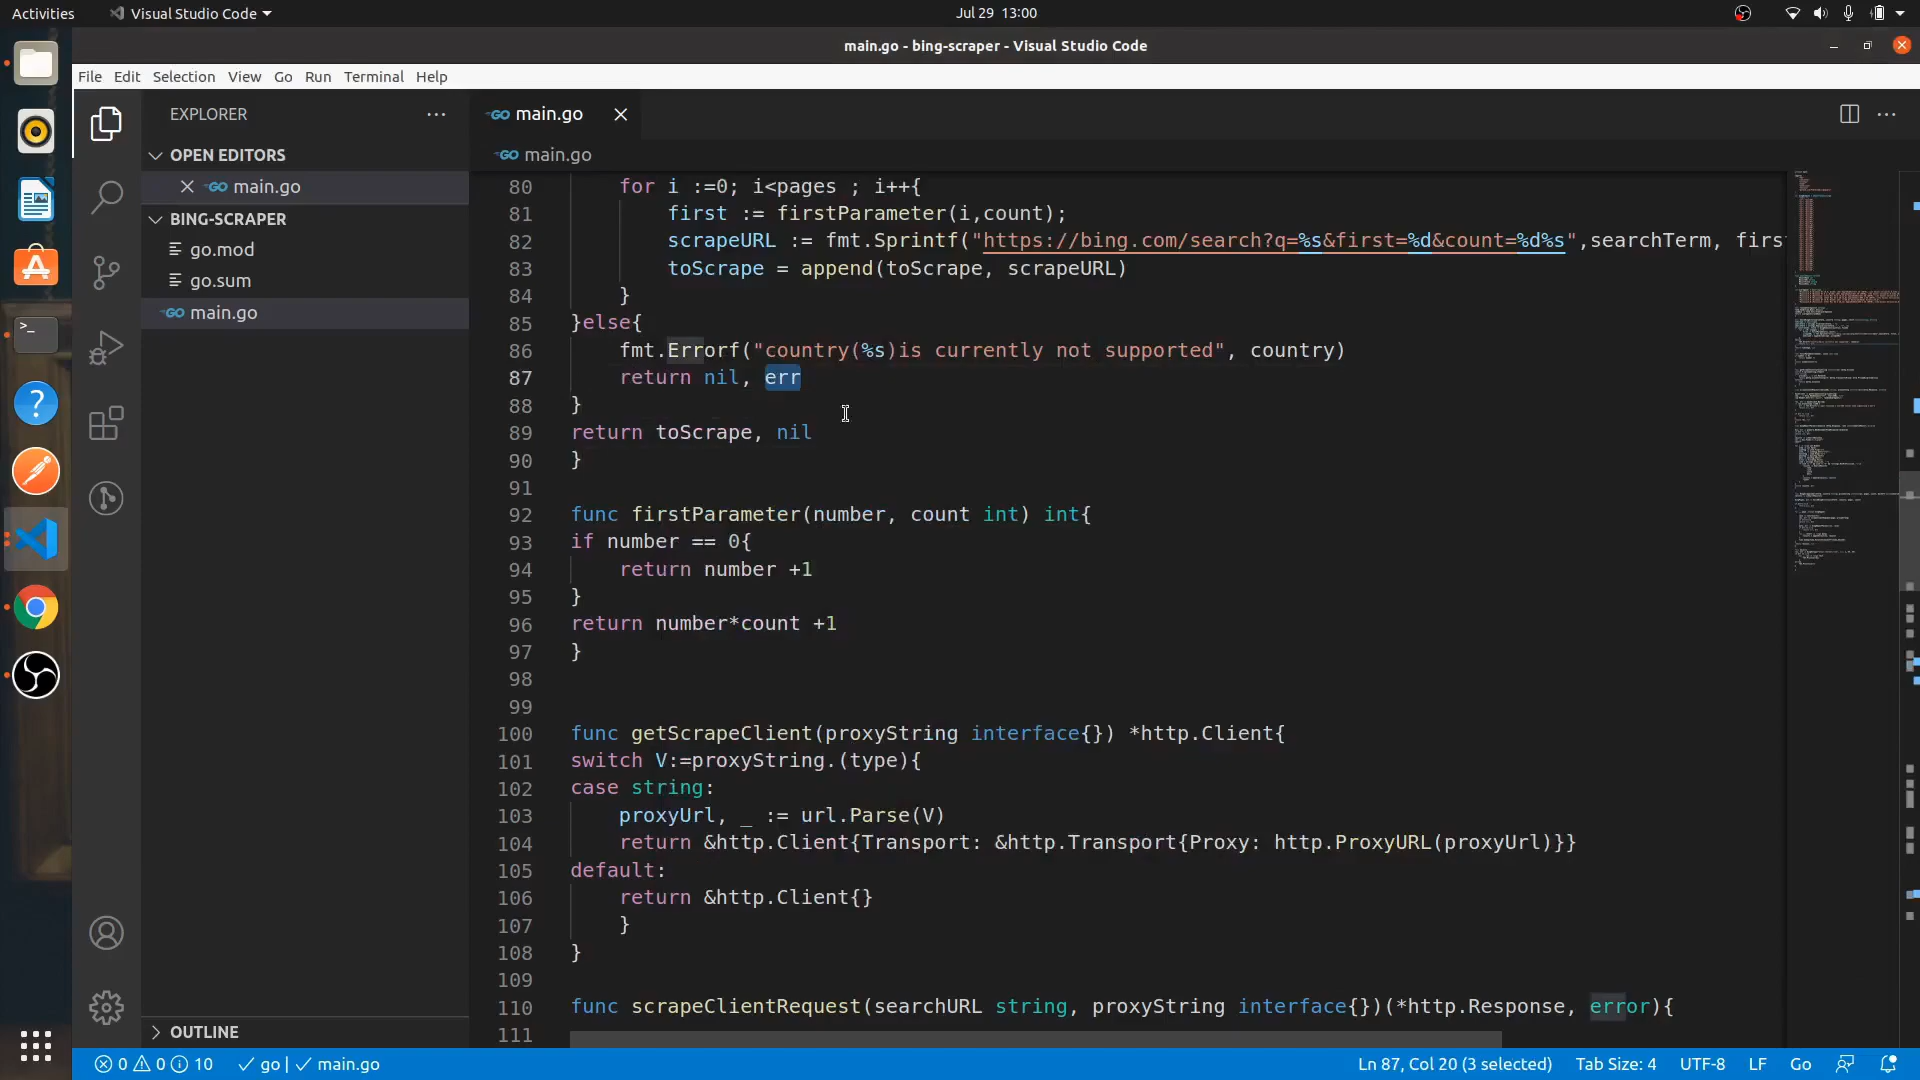 Activities
Visual Studio Code
Jul 29 13:00
main.go - bing-scraper - Visual Studio Code
File Edit Selection View Go Run Terminal Help
EXPLORER
main.go
OPEN EDITORS
main.go
main.go
BING-SCRAPER
go.mod
go.sum
main.go
OUTLINE
80 for i :=0; i<pages ; i++{
81 first := firstParameter(i,count);
82 scrapeURL := fmt.Sprintf("https://bing.com/search?q=%s&first=%d&count=%d%s",searchTerm, firs
83 toScrape = append(toScrape, scrapeURL)
84 }
85 }else{
86 fmt.Errorf("country(%s)is currently not supported", country)
87 return nil, err
88 }
89 return toScrape, nil
90 }
91
92 func firstParameter(number, count int) int{
93 if number == 0{
94 return number +1
95 }
96 return number*count +1
97 }
98
99
100 func getScrapeClient(proxyString interface{}) *http.Client{
101 switch V:=proxyString.(type){
102 case string:
103 proxyUrl, _ := url.Parse(V)
104 return &http.Client{Transport: &http.Transport{Proxy: http.ProxyURL(proxyUrl)}}
105 default:
106 return &http.Client{}
107 }
108 }
109
110 func scrapeClientRequest(searchURL string, proxyString interface{})(*http.Response, error){
111
0 0 10 go | main.go
Ln 87, Col 20 (3 selected) Tab Size: 4 UTF-8 LF Go